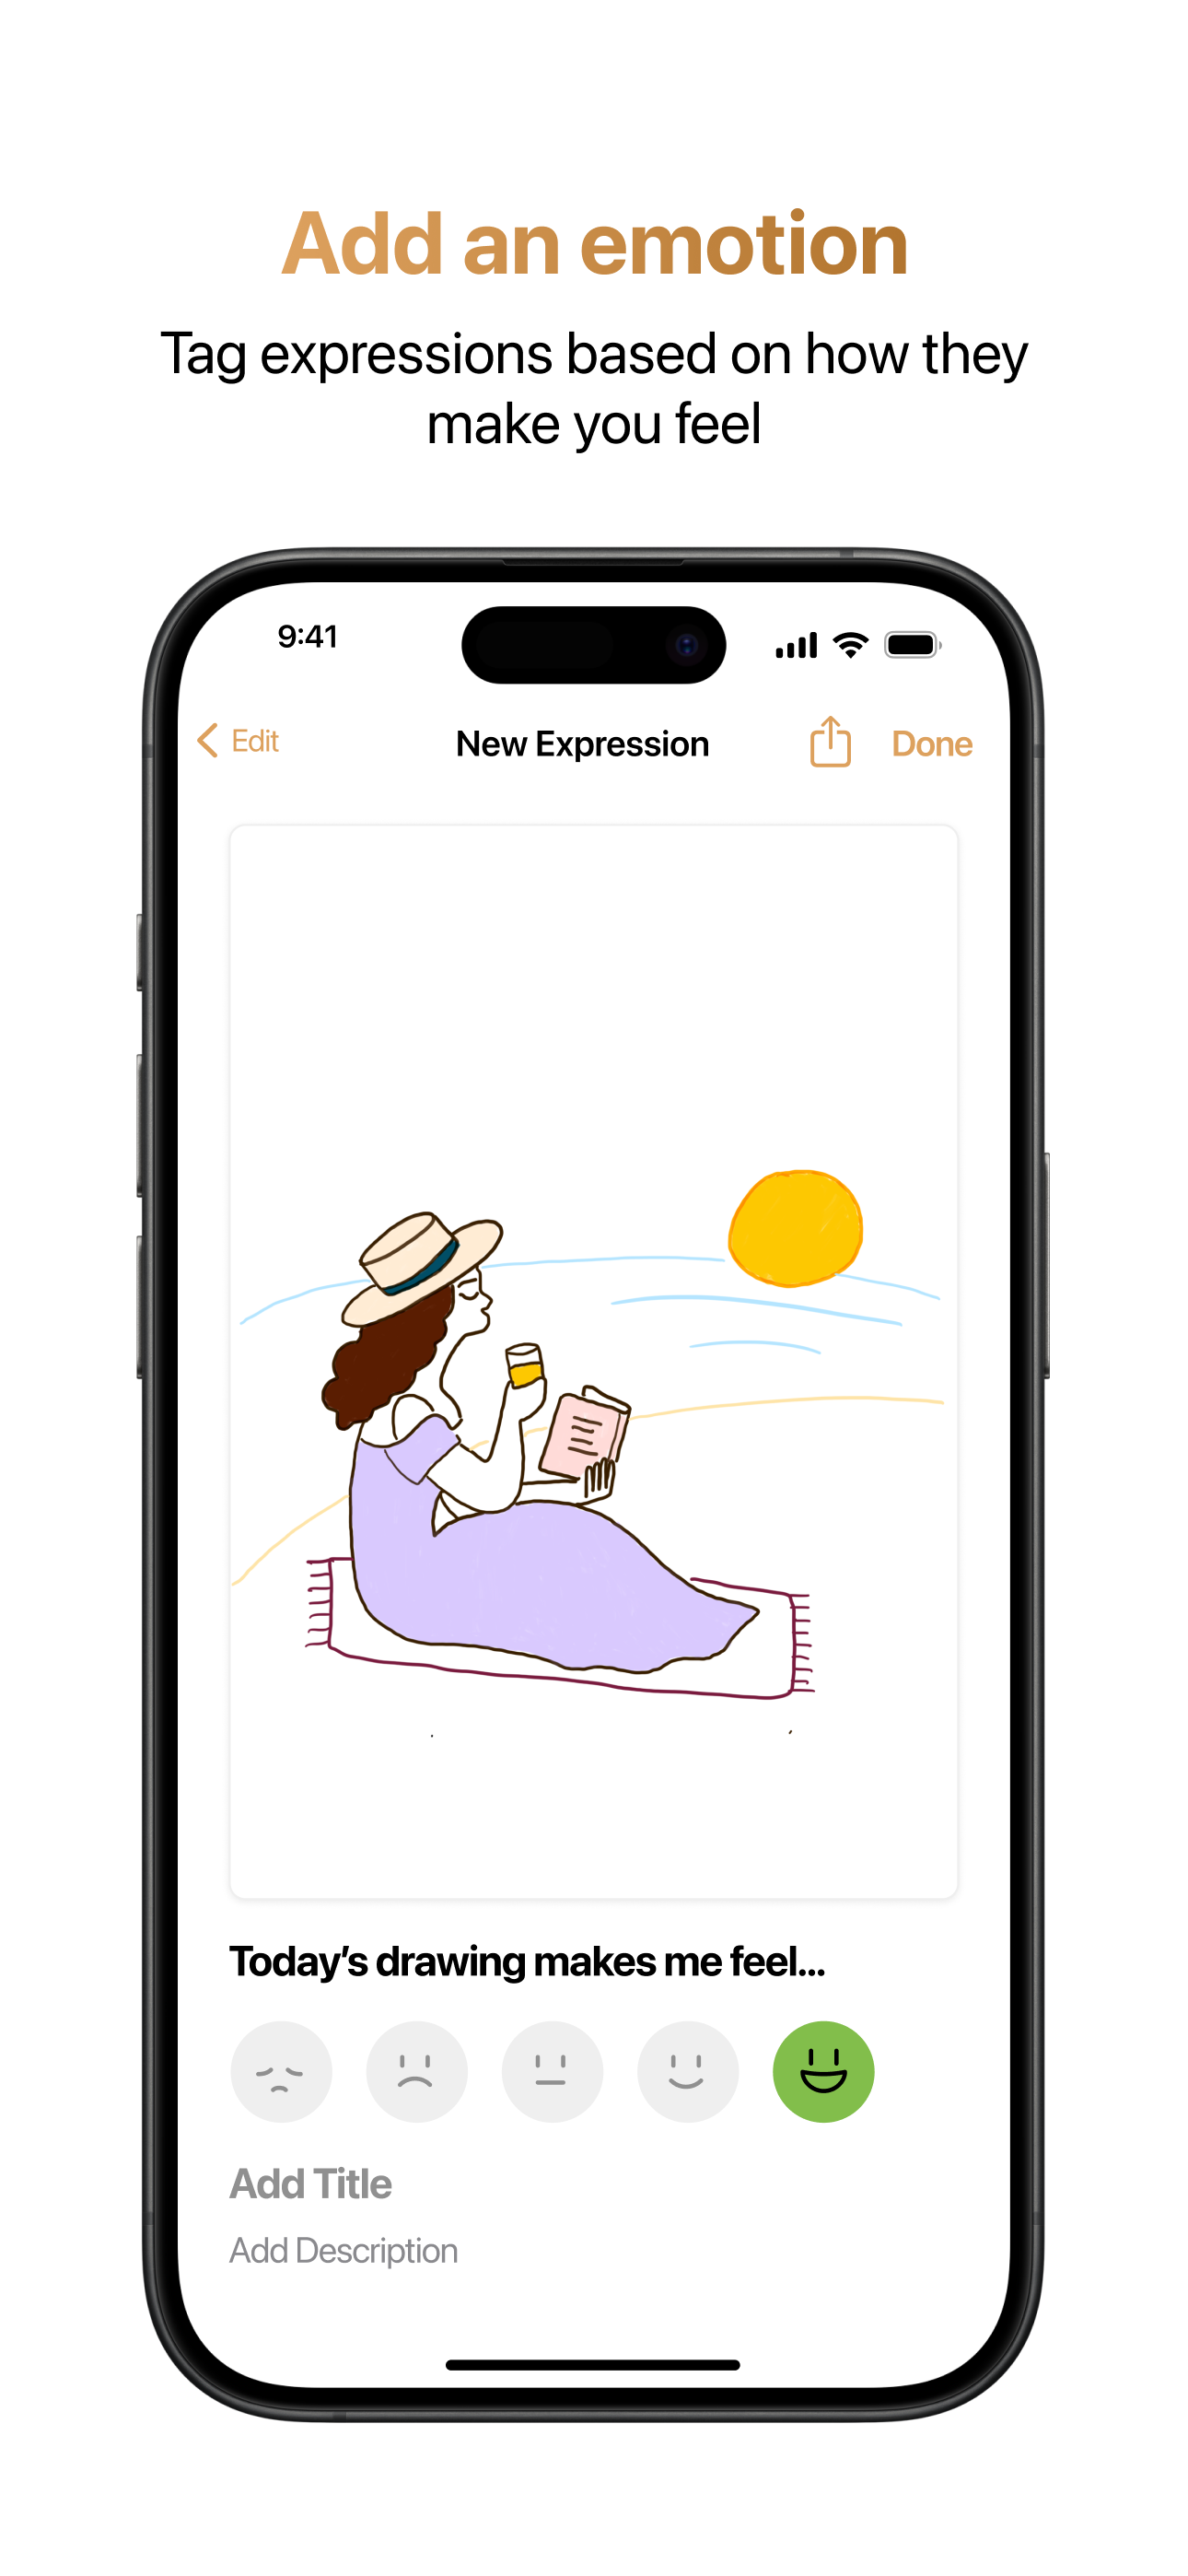 Add an emotion
Tag expressions based on how they
make you feel
9:41
Edit
New Expression
Done
Today’s drawing makes me feel...
Add Title
Add Description